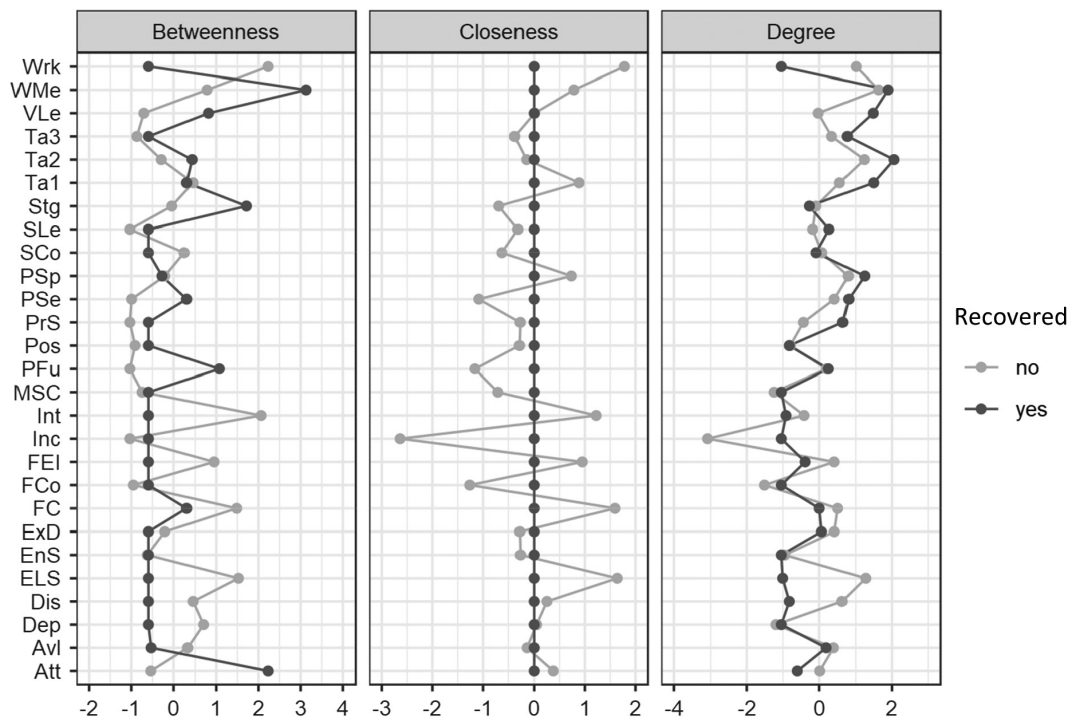 Betweenness Closeness Degree
Wrk
WMe
VLe
Ta3
Ta2
Ta1
Stg
SLe
SCo
PSp
PSe
PrS
Pos
PFu
MSC
Int
Inc
FEI
FCo
FC
ExD
EnS
ELS
Dis
Dep
AvI
Att
-2 -1 0 1 2 3 4 -3 -2 -1 0 1 2 -4 -2 0 2
Recovered
no
yes